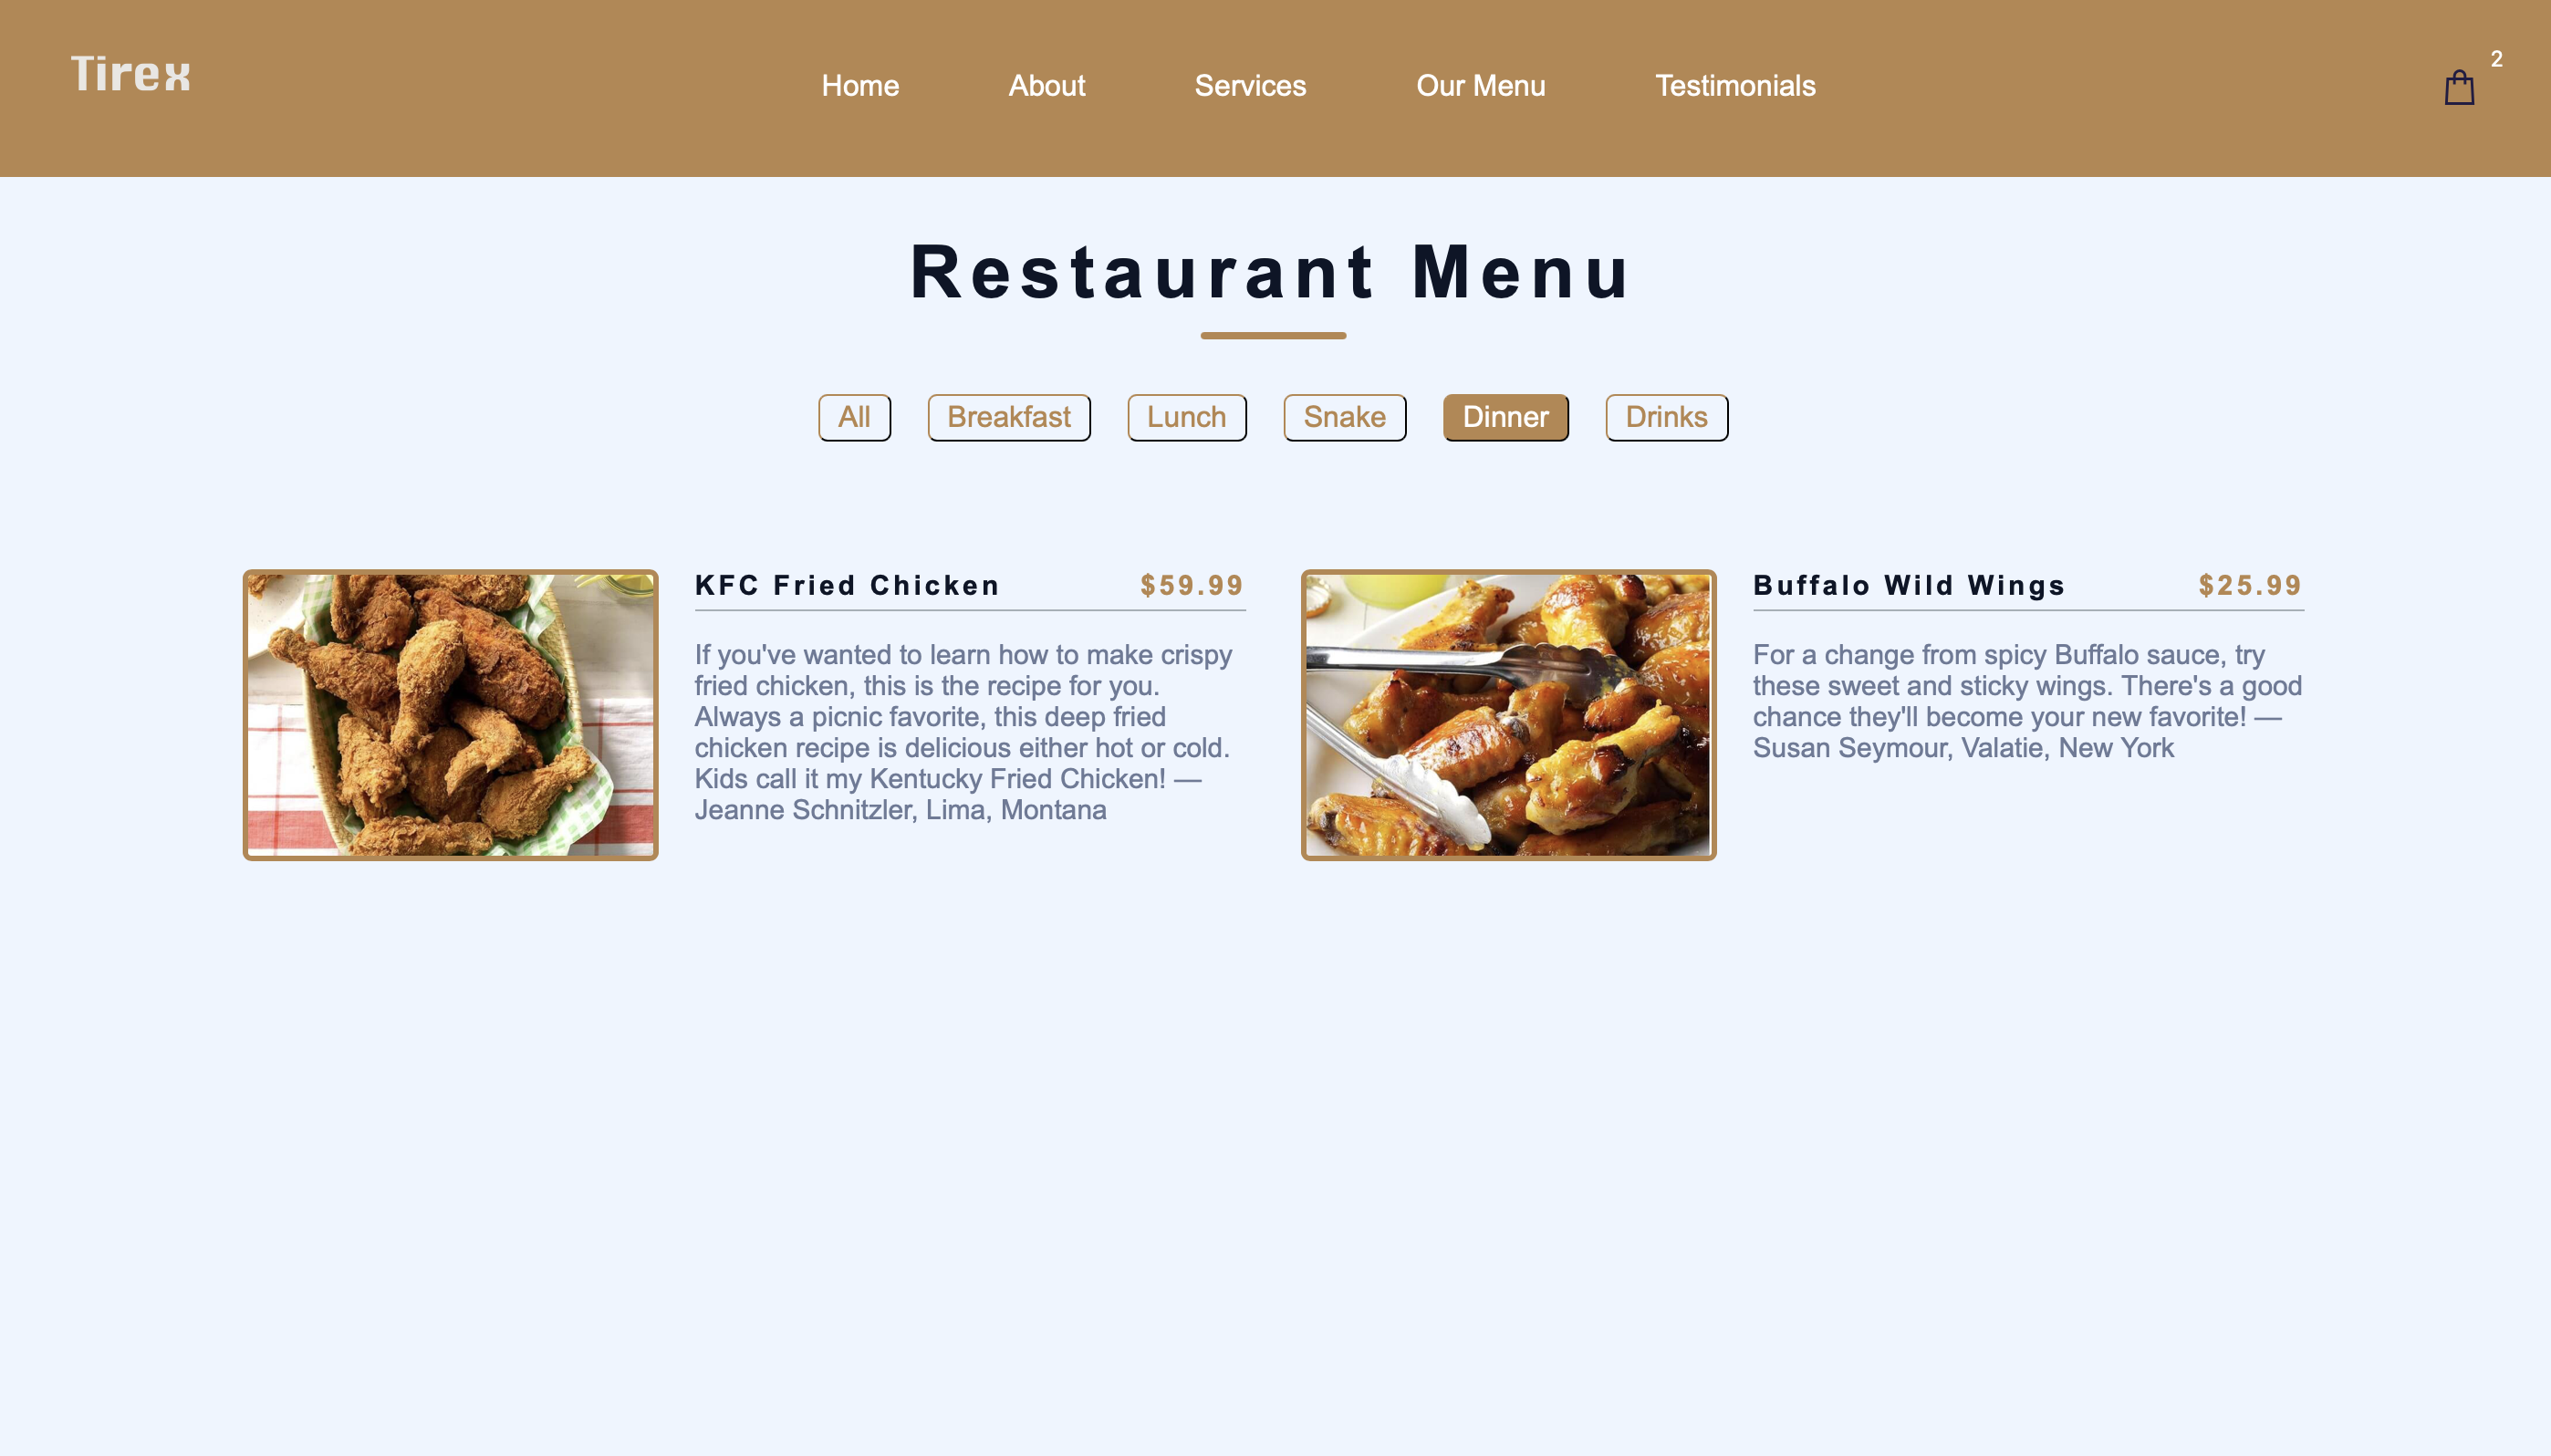 Tirex
Home About Services Our Menu Testimonials
2
Restaurant Menu
All Breakfast Lunch Snake Dinner Drinks
KFC Fried Chicken $59.99
If you've wanted to learn how to make crispy
fried chicken, this is the recipe for you.
Always a picnic favorite, this deep fried
chicken recipe is delicious either hot or cold.
Kids call it my Kentucky Fried Chicken! —
Jeanne Schnitzler, Lima, Montana
Buffalo Wild Wings $25.99
For a change from spicy Buffalo sauce, try
these sweet and sticky wings. There's a good
chance they'll become your new favorite! —
Susan Seymour, Valatie, New York